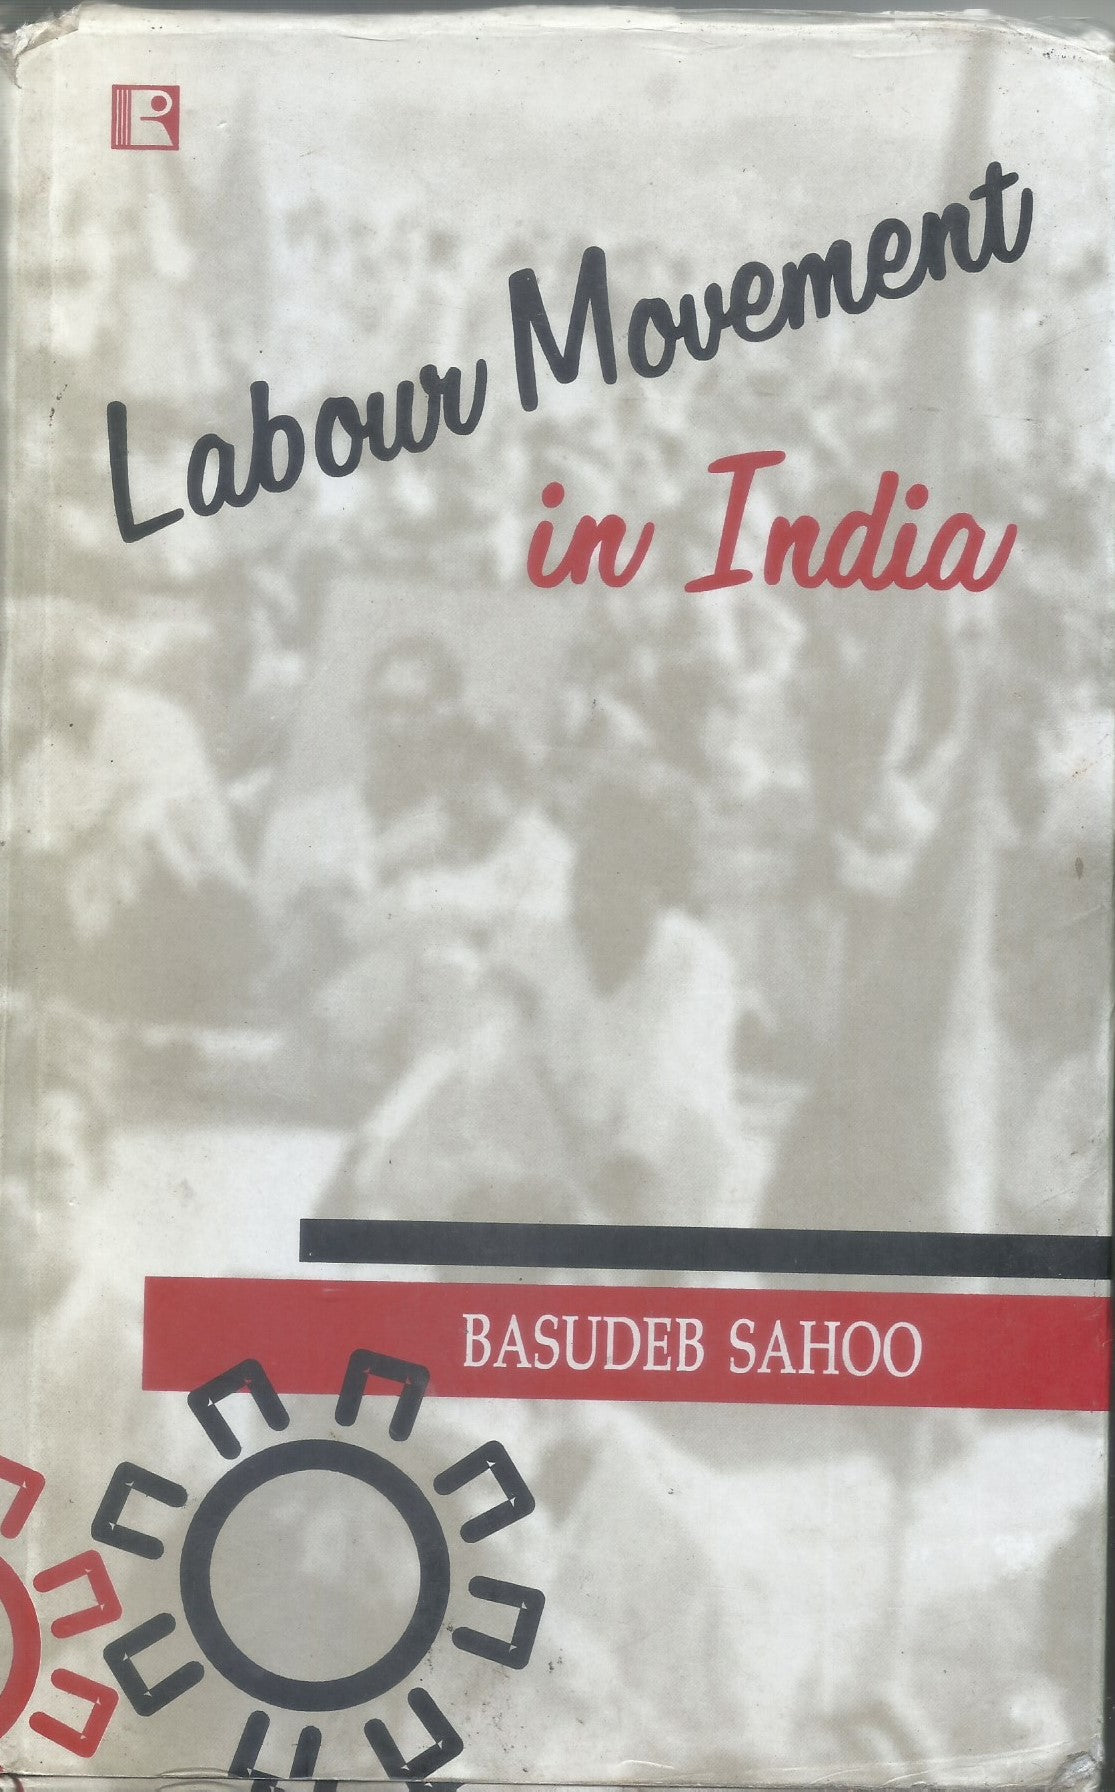 R
Labour Movement
in India
BASUDEB SAHOO